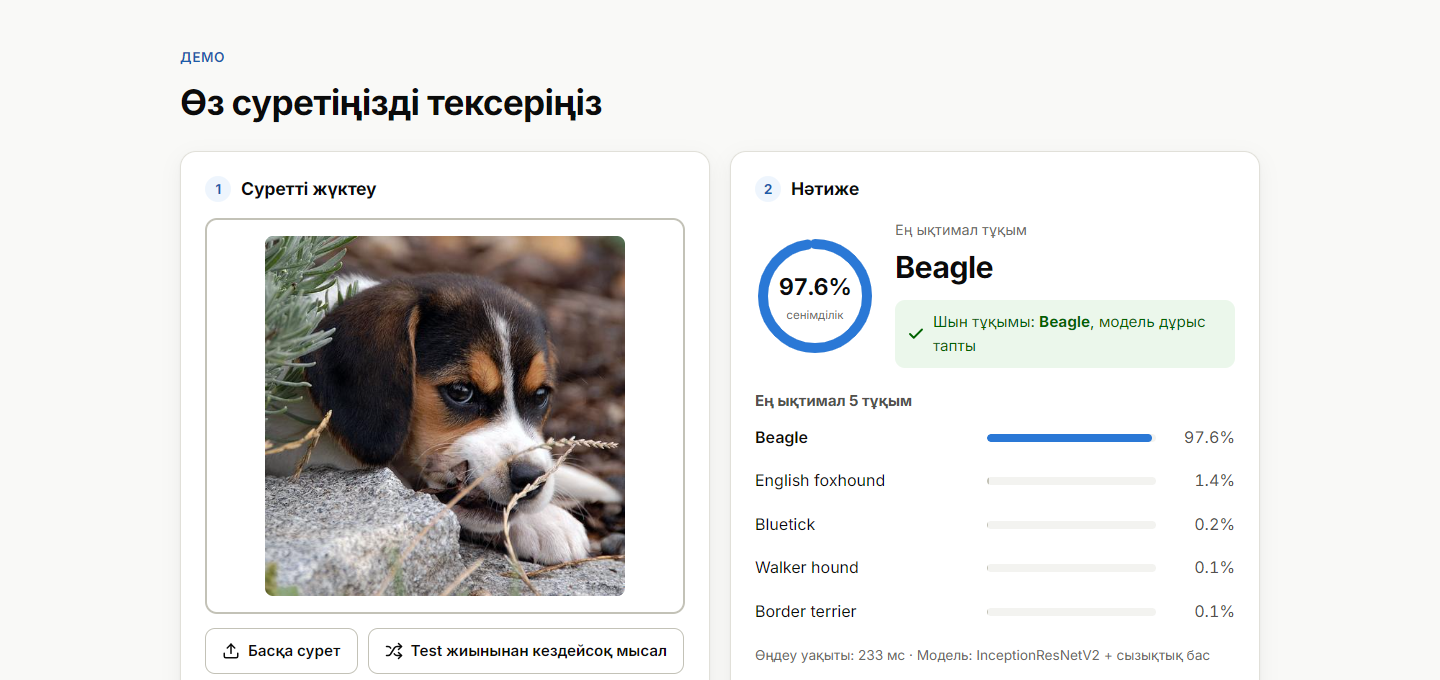 ДЕМО
Өз суретіңізді тексеріңіз
1 Суретті жүктеу
Басқа сурет
Test жиынынан кездейсоқ мысал
2 Нәтиже
97.6%
сенімділік
Ең ықтимал тұқым
Beagle
Шын тұқымы: Beagle, модель дұрыс
тапты
Ең ықтимал 5 тұқым
Beagle 97.6%
English foxhound 1.4%
Bluetick 0.2%
Walker hound 0.1%
Border terrier 0.1%
Өңдеу уақыты: 233 мс · Модель: InceptionResNetV2 + сызықтық бас